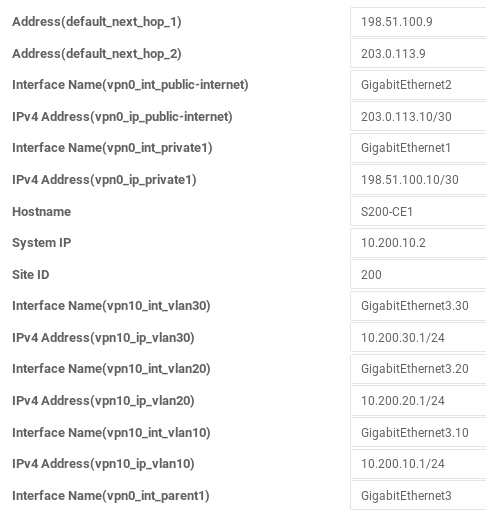 Address(default_next_hop_1) 198.51.100.9
Address(default_next_hop_2) 203.0.113.9
Interface Name(vpn0_int_public-internet) GigabitEthernet2
IPv4 Address(vpn0_ip_public-internet) 203.0.113.10/30
Interface Name(vpn0_int_private1) GigabitEthernet1
IPv4 Address(vpn0_ip_private1) 198.51.100.10/30
Hostname S200-CE1
System IP 10.200.10.2
Site ID 200
Interface Name(vpn10_int_vlan30) GigabitEthernet3.30
IPv4 Address(vpn10_ip_vlan30) 10.200.30.1/24
Interface Name(vpn10_int_vlan20) GigabitEthernet3.20
IPv4 Address(vpn10_ip_vlan20) 10.200.20.1/24
Interface Name(vpn10_int_vlan10) GigabitEthernet3.10
IPv4 Address(vpn10_ip_vlan10) 10.200.10.1/24
Interface Name(vpn0_int_parent1) GigabitEthernet3